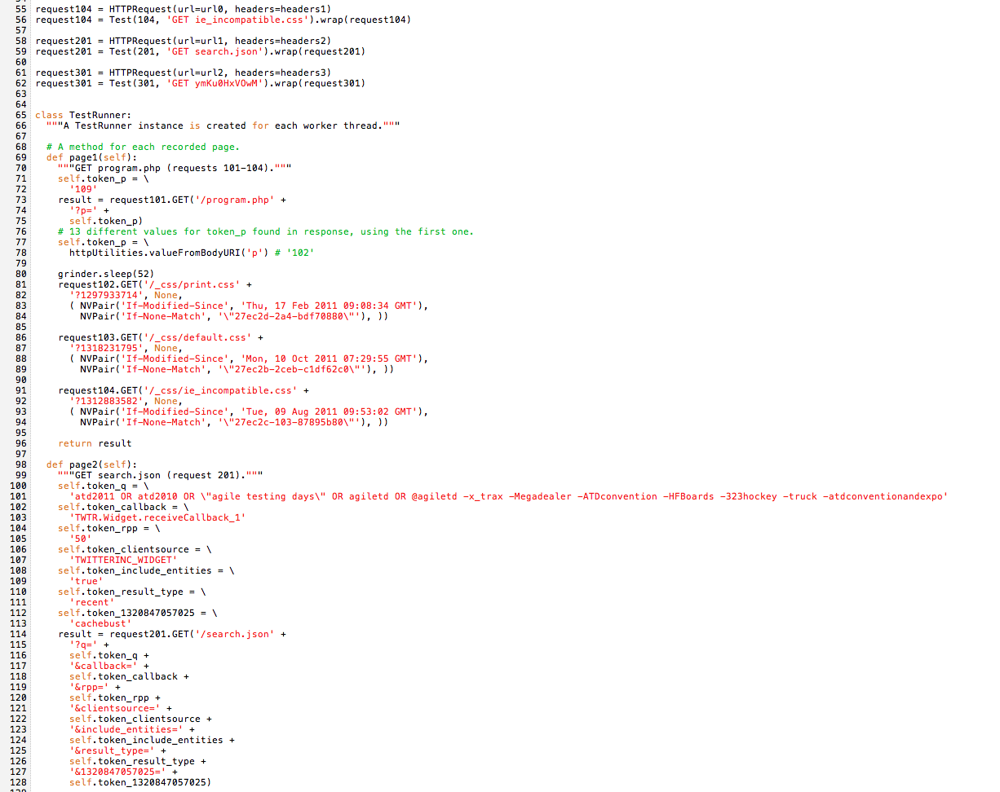 55 request104 = HTTPRequest(url=url0, headers=headers1)
56 request104 = Test(104, 'GET ie_incompatible.css').wrap(request104)
57
58 request201 = HTTPRequest(url=url1, headers=headers2)
59 request201 = Test(201, 'GET search.json').wrap(request201)
60
61 request301 = HTTPRequest(url=url2, headers=headers3)
62 request301 = Test(301, 'GET ymKu0HxVOwM').wrap(request301)
63
64
65 class TestRunner:
66   """A TestRunner instance is created for each worker thread."""
67
68   # A method for each recorded page.
69   def page1(self):
70     """GET program.php (requests 101-104)."""
71     self.token_p = \
72       '109'
73     result = request101.GET('/program.php' +
74       '?p=' +
75       self.token_p)
76     # 13 different values for token_p found in response, using the first one.
77     self.token_p = \
78       httpUtilities.valueFromBodyURI('p') # '102'
79
80     grinder.sleep(52)
81     request102.GET('/_css/print.css' +
82       '?1297933714', None,
83       ( NVPair('If-Modified-Since', 'Thu, 17 Feb 2011 09:08:34 GMT'),
84         NVPair('If-None-Match', '\"27ec2d-2a4-bdf70880\"'), ))
85
86     request103.GET('/_css/default.css' +
87       '?1318231795', None,
88       ( NVPair('If-Modified-Since', 'Mon, 10 Oct 2011 07:29:55 GMT'),
89         NVPair('If-None-Match', '\"27ec2b-2ceb-c1df62c0\"'), ))
90
91     request104.GET('/_css/ie_incompatible.css' +
92       '?1312883582', None,
93       ( NVPair('If-Modified-Since', 'Tue, 09 Aug 2011 09:53:02 GMT'),
94         NVPair('If-None-Match', '\"27ec2c-103-87895b80\"'), ))
95
96     return result
97
98   def page2(self):
99     """GET search.json (request 201)."""
100     self.token_q = \
101       'atd2011 OR atd2010 OR \"agile testing days\" OR agiletd OR @agiletd -x_trax -Megadealer -ATDconvention -HFBoards -323hockey -truck -atdconventionandexpo'
102     self.token_callback = \
103       'TWTR.Widget.receiveCallback_1'
104     self.token_rpp = \
105       '50'
106     self.token_clientsource = \
107       'TWITTERINC_WIDGET'
108     self.token_include_entities = \
109       'true'
110     self.token_result_type = \
111       'recent'
112     self.token_1320847057025 = \
113       'cachebust'
114     result = request201.GET('/search.json' +
115       '?q=' +
116       self.token_q +
117       '&callback=' +
118       self.token_callback +
119       '&rpp=' +
120       self.token_rpp +
121       '&clientsource=' +
122       self.token_clientsource +
123       '&include_entities=' +
124       self.token_include_entities +
125       '&result_type=' +
126       self.token_result_type +
127       '&1320847057025=' +
128       self.token_1320847057025)